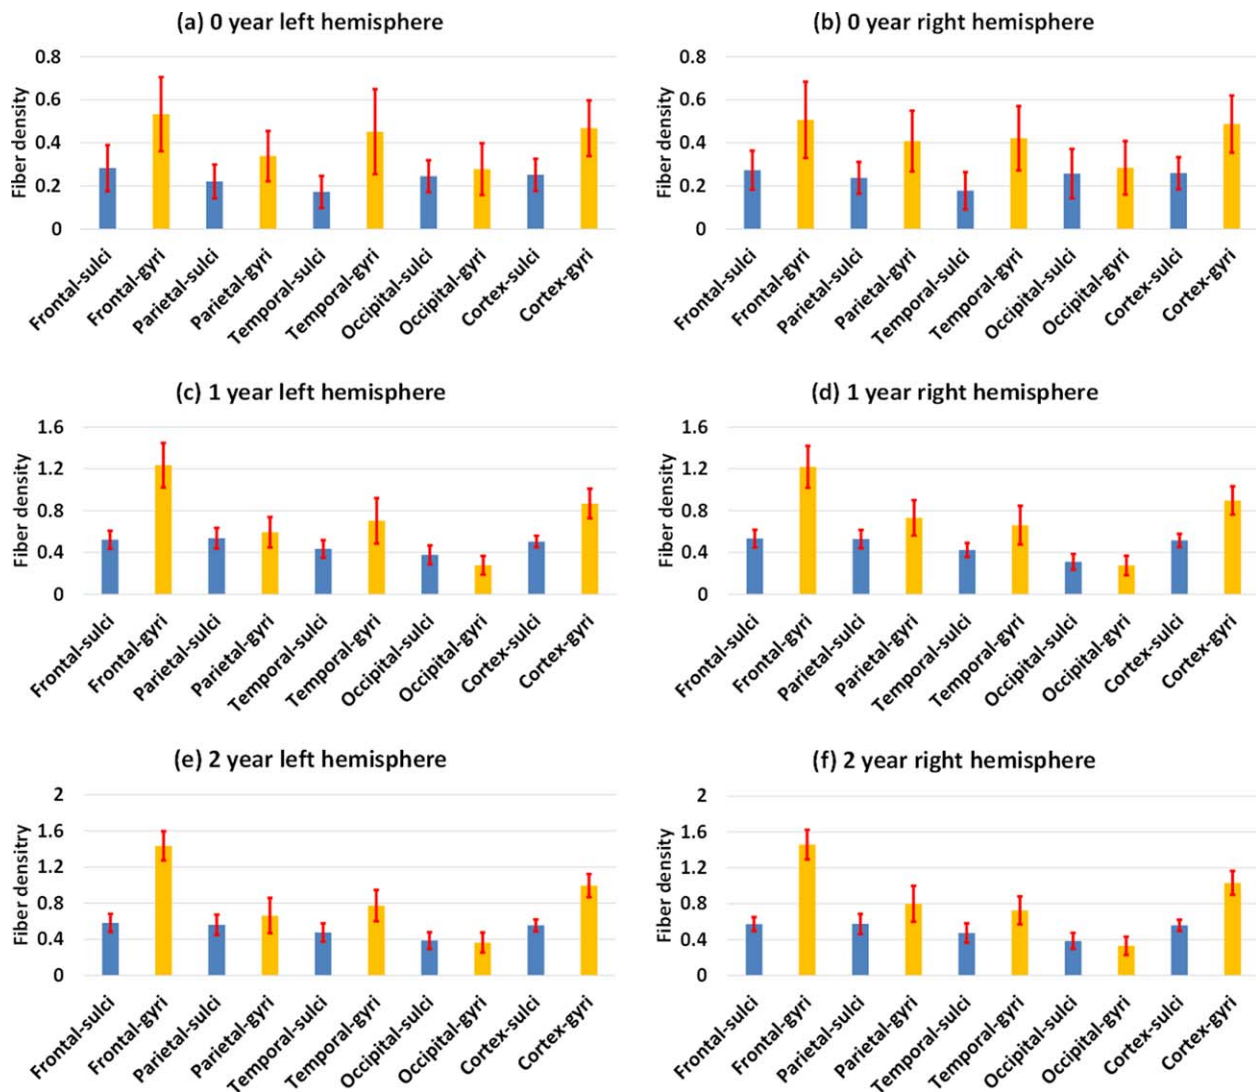 (a) 0 year left hemisphere
Fiber density
0.8
0.6
0.4
0.2
0
Frontal-sulci
Frontal-gyri
Parietal-sulci
Parietal-gyri
Temporal-sulci
Temporal-gyri
Occipital-sulci
Occipital-gyri
Cortex-sulci
Cortex-gyri
(b) 0 year right hemisphere
Fiber density
0.8
0.6
0.4
0.2
0
Frontal-sulci
Frontal-gyri
Parietal-sulci
Parietal-gyri
Temporal-sulci
Temporal-gyri
Occipital-sulci
Occipital-gyri
Cortex-sulci
Cortex-gyri
(c) 1 year left hemisphere
Fiber density
1.6
1.2
0.8
0.4
0
Frontal-sulci
Frontal-gyri
Parietal-sulci
Parietal-gyri
Temporal-sulci
Temporal-gyri
Occipital-sulci
Occipital-gyri
Cortex-sulci
Cortex-gyri
(d) 1 year right hemisphere
Fiber density
1.6
1.2
0.8
0.4
0
Frontal-sulci
Frontal-gyri
Parietal-sulci
Parietal-gyri
Temporal-sulci
Temporal-gyri
Occipital-sulci
Occipital-gyri
Cortex-sulci
Cortex-gyri
(e) 2 year left hemisphere
Fiber densitry
2
1.6
1.2
0.8
0.4
0
Frontal-sulci
Frontal-gyri
Parietal-sulci
Parietal-gyri
Temporal-sulci
Temporal-gyri
Occipital-sulci
Occipital-gyri
Cortex-sulci
Cortex-gyri
(f) 2 year right hemisphere
Fiber density
2
1.6
1.2
0.8
0.4
0
Frontal-sulci
Frontal-gyri
Parietal-sulci
Parietal-gyri
Temporal-sulci
Temporal-gyri
Occipital-sulci
Occipital-gyri
Cortex-sulci
Cortex-gyri